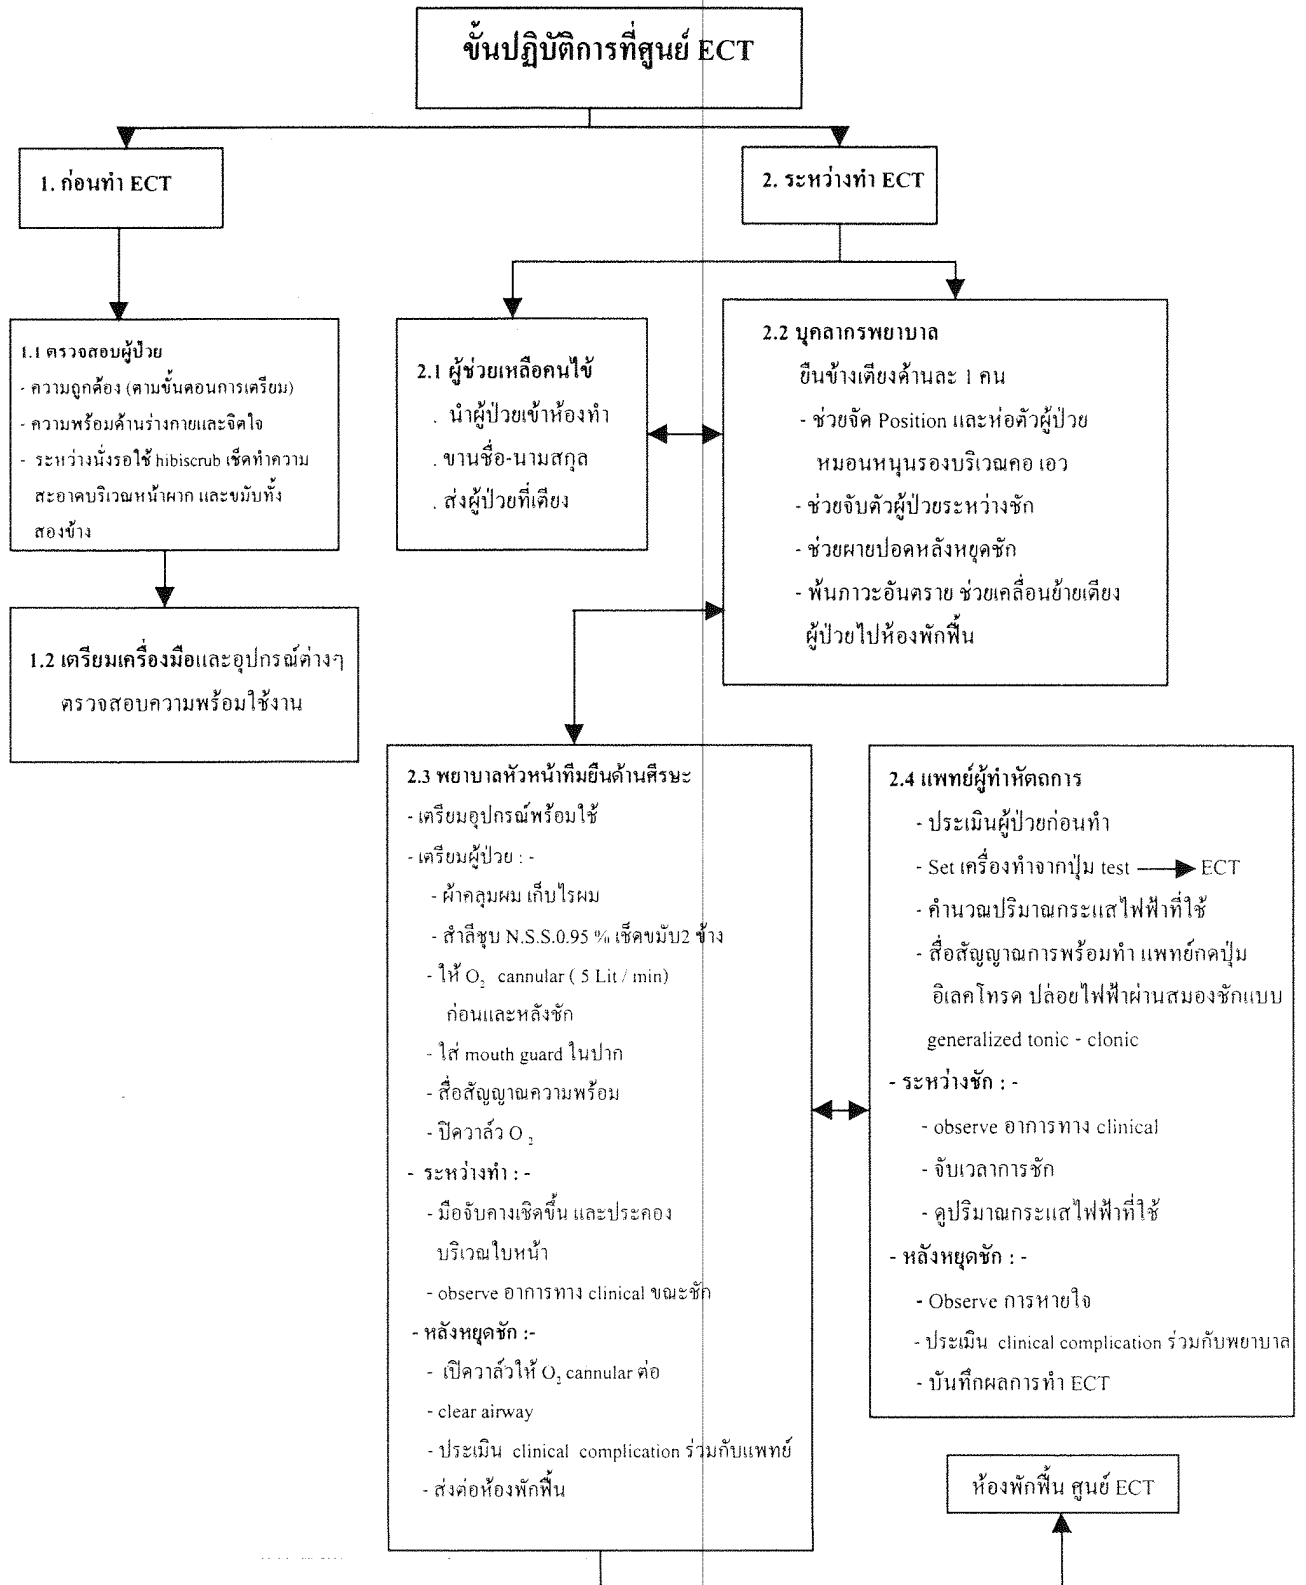 ขั้นปฏิบัติการที่ศูนย์ ECT
1. ก่อนทำ ECT
2. ระหว่างทำ ECT
1.1 ตรวจสอบผู้ป่วย
- ความถูกต้อง (ตามขั้นตอนการเตรียม)
- ความพร้อมด้านร่างกายและจิตใจ
- ระหว่างนั่งรอใช้ hibiscrub เช็ดทำความ
สะอาดบริเวณหน้าผาก และขมับทั้ง
สองข้าง
1.2 เตรียมเครื่องมือและอุปกรณ์ต่างๆ
ตรวจสอบความพร้อมใช้งาน
2.1 ผู้ช่วยเหลือคนไข้
. นำผู้ป่วยเข้าห้องทำ
. ขานชื่อ-นามสกุล
. ส่งผู้ป่วยที่เตียง
2.2 บุคลากรพยาบาล
ยืนข้างเตียงด้านละ 1 คน
- ช่วยจัด Position และห่อตัวผู้ป่วย
หมอนหนุนรองบริเวณคอ เอว
- ช่วยจับตัวผู้ป่วยระหว่างชัก
- ช่วยผายปอดหลังหยุดชัก
- พ้นภาวะอันตราย ช่วยเคลื่อนย้ายเตียง
ผู้ป่วยไปห้องพักฟื้น
2.3 พยาบาลหัวหน้าทีมยืนด้านศีรษะ
- เตรียมอุปกรณ์พร้อมใช้
- เตรียมผู้ป่วย : -
- ผ้าคลุมผม เก็บไรผม
- สำลีชุบ N.S.S.0.95 % เช็ดขมับ2 ข้าง
- ให้ O₂ cannular ( 5 Lit / min)
ก่อนและหลังชัก
- ใส่ mouth guard ในปาก
- สื่อสัญญาณความพร้อม
- ปิดวาล์ว O₂
- ระหว่างทำ : -
- มือจับคางเชิดขึ้น และประคอง
บริเวณใบหน้า
- observe อาการทาง clinical ขณะชัก
- หลังหยุดชัก :-
- เปิดวาล์วให้ O₂ cannular ต่อ
- clear airway
- ประเมิน clinical complication ร่วมกับแพทย์
- ส่งต่อห้องพักฟื้น
2.4 แพทย์ผู้ทำหัตถการ
- ประเมินผู้ป่วยก่อนทำ
- Set เครื่องทำจากปุ่ม test → ECT
- คำนวณปริมาณกระแสไฟฟ้าที่ใช้
- สื่อสัญญาณการพร้อมทำ แพทย์กดปุ่ม
อิเลคโทรด ปล่อยไฟฟ้าผ่านสมองชักแบบ
generalized tonic - clonic
- ระหว่างชัก : -
- observe อาการทาง clinical
- จับเวลาการชัก
- ดูปริมาณกระแสไฟฟ้าที่ใช้
- หลังหยุดชัก : -
- Observe การหายใจ
- ประเมิน clinical complication ร่วมกับพยาบาล
- บันทึกผลการทำ ECT
ห้องพักฟื้น ศูนย์ ECT